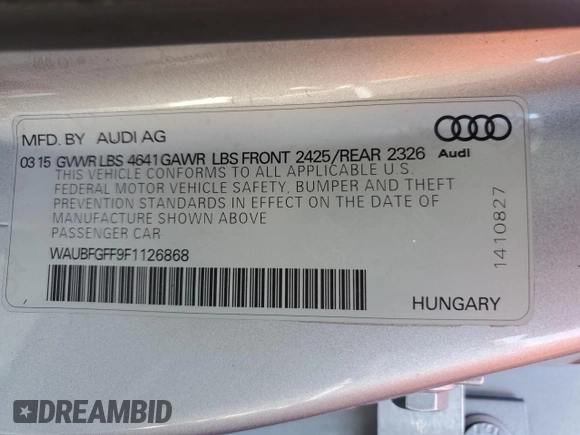 MFD. BY AUDI AG
03 15 GVWR LBS 4641 GAWR LBS FRONT 2425/REAR 2326
Audi
THIS VEHICLE CONFORMS TO ALL APPLICABLE U.S.
FEDERAL MOTOR VEHICLE SAFETY, BUMPER AND THEFT
PREVENTION STANDARDS IN EFFECT ON THE DATE OF
MANUFACTURE SHOWN ABOVE
PASSENGER CAR
WAUBFGFF9F1126868
1410827
HUNGARY
DREAMBID